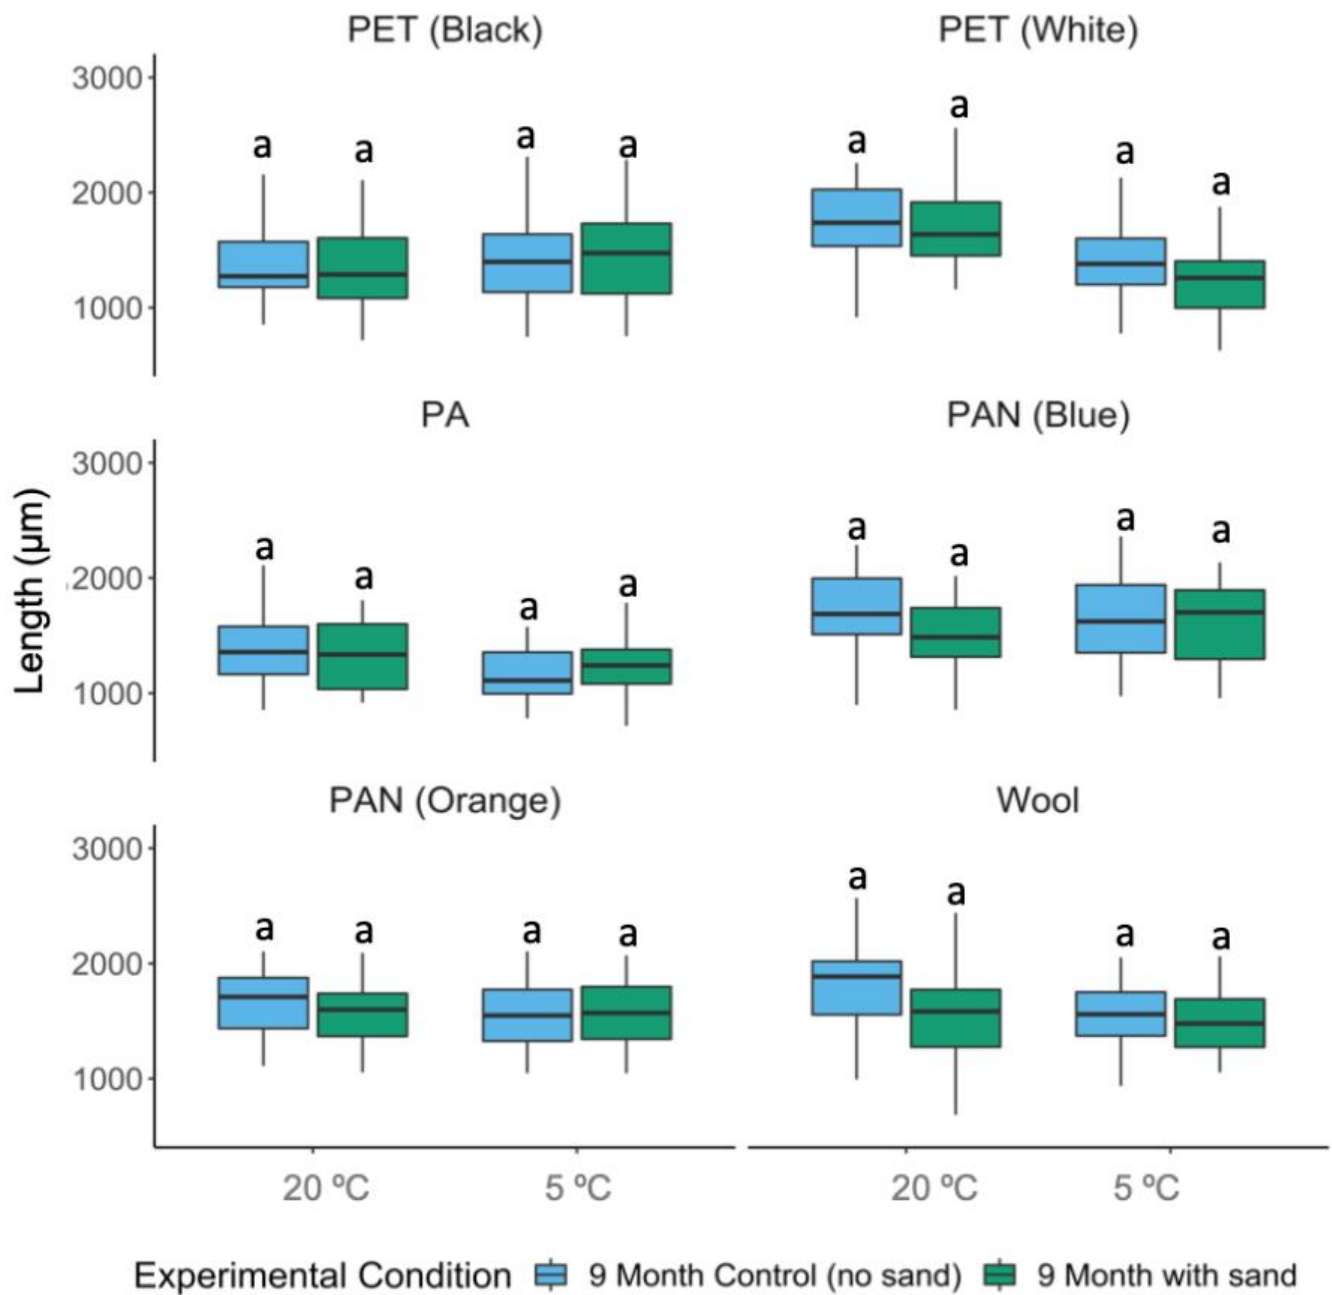 PET (Black) PET (White)
3000
a a a a a a a a
2000
1000
PA PAN (Blue)
3000
a a a a a a a a
2000
1000
Length (µm)
PAN (Orange) Wool
3000
a a a a a a a a
2000
1000
20 ºC 5 ºC 20 ºC 5 ºC
Experimental Condition 9 Month Control (no sand) 9 Month with sand